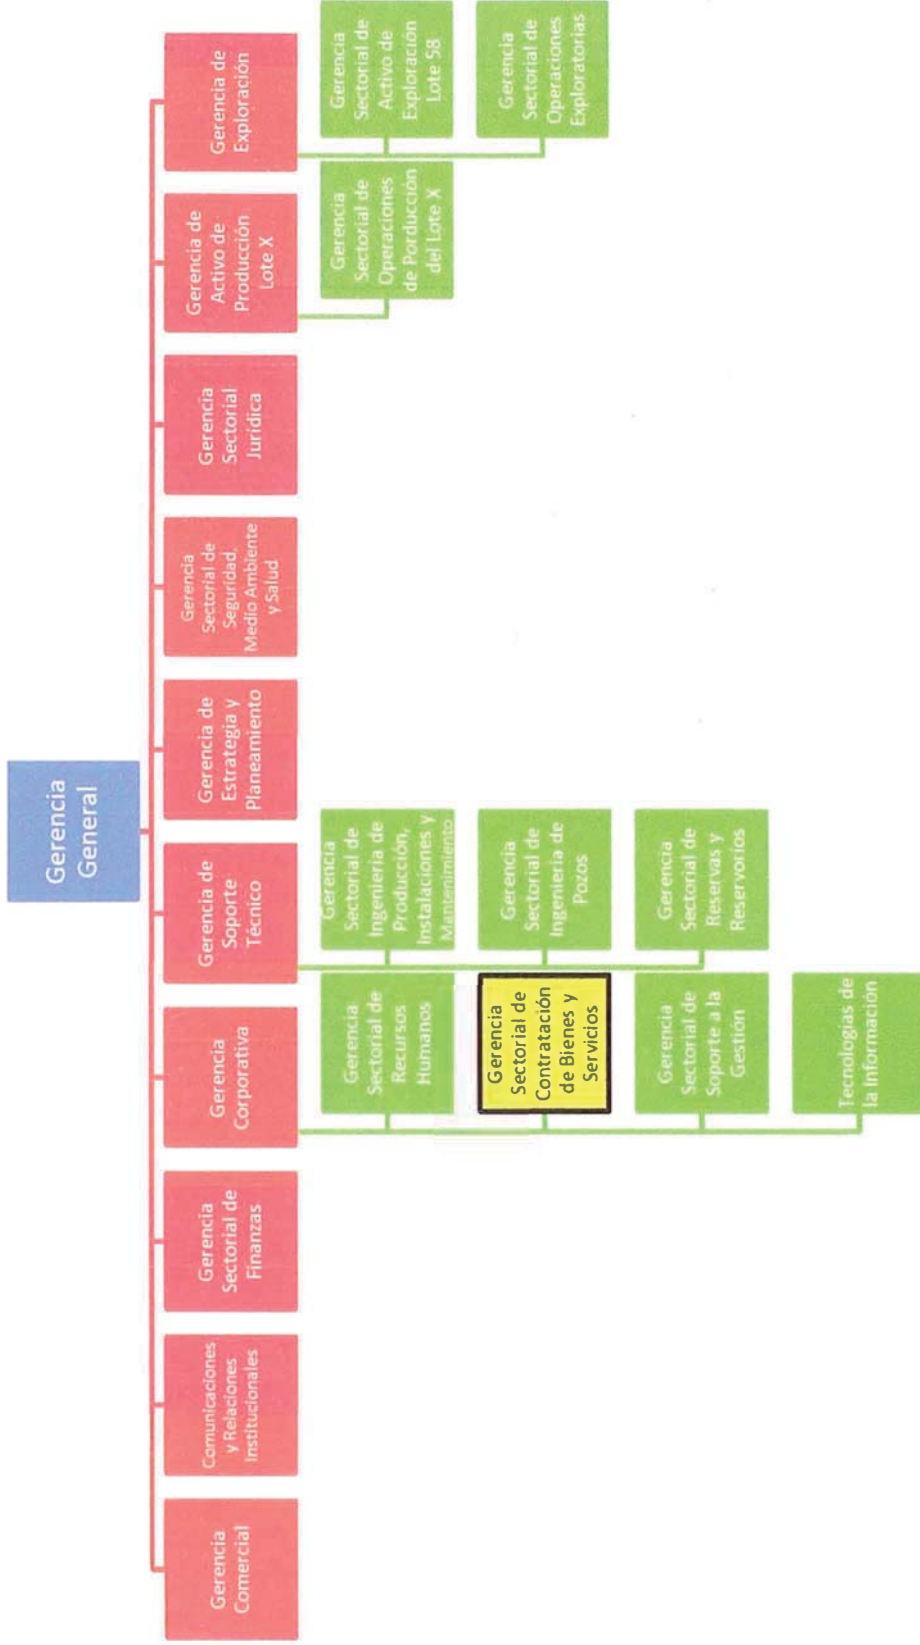 Gerencia
General
Gerencia
Comercial
Comunicaciones
y Relaciones
Institucionales
Gerencia
Sectorial de
Finanzas
Gerencia
Corporativa
Gerencia de
Soporte
Técnico
Gerencia de
Estrategia y
Planeamiento
Gerencia
Sectorial de
Seguridad,
Medio Ambiente
y Salud
Gerencia
Sectorial
Jurídica
Gerencia de
Activo de
Producción
Lote X
Gerencia de
Exploración
Gerencia
Sectorial de
Recursos
Humanos
Gerencia
Sectorial de
Contratación
de Bienes y
Servicios
Gerencia
Sectorial de
Soporte a la
Gestión
Tecnologías de
la Información
Gerencia
Sectorial de
Ingeniería de
Producción,
Instalaciones y
Mantenimiento
Gerencia
Sectorial de
Ingeniería de
Pozos
Gerencia
Sectorial de
Reservas y
Reservorios
Gerencia
Sectorial de
Operaciones
de Porducción
del Lote X
Gerencia
Sectorial de
Activo de
Exploración
Lote 58
Gerencia
Sectorial de
Operaciones
Exploratorias